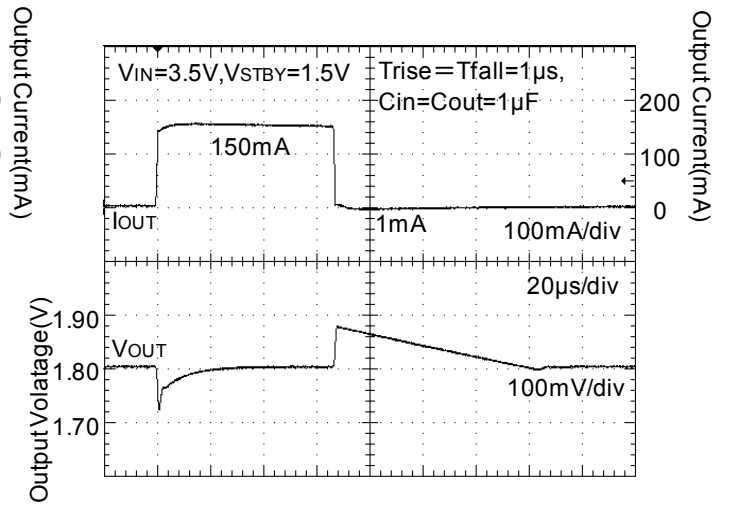 Output Current(mA)
VIN=3.5V,VSTBY=1.5V
Trise=Tfall=1µs,
Cin=Cout=1µF
150mA
IOUT
1mA
100mA/div
200
100
0
Output Current(mA)
20µs/div
Output Volatage(V)
1.90
1.80
1.70
VOUT
100mV/div